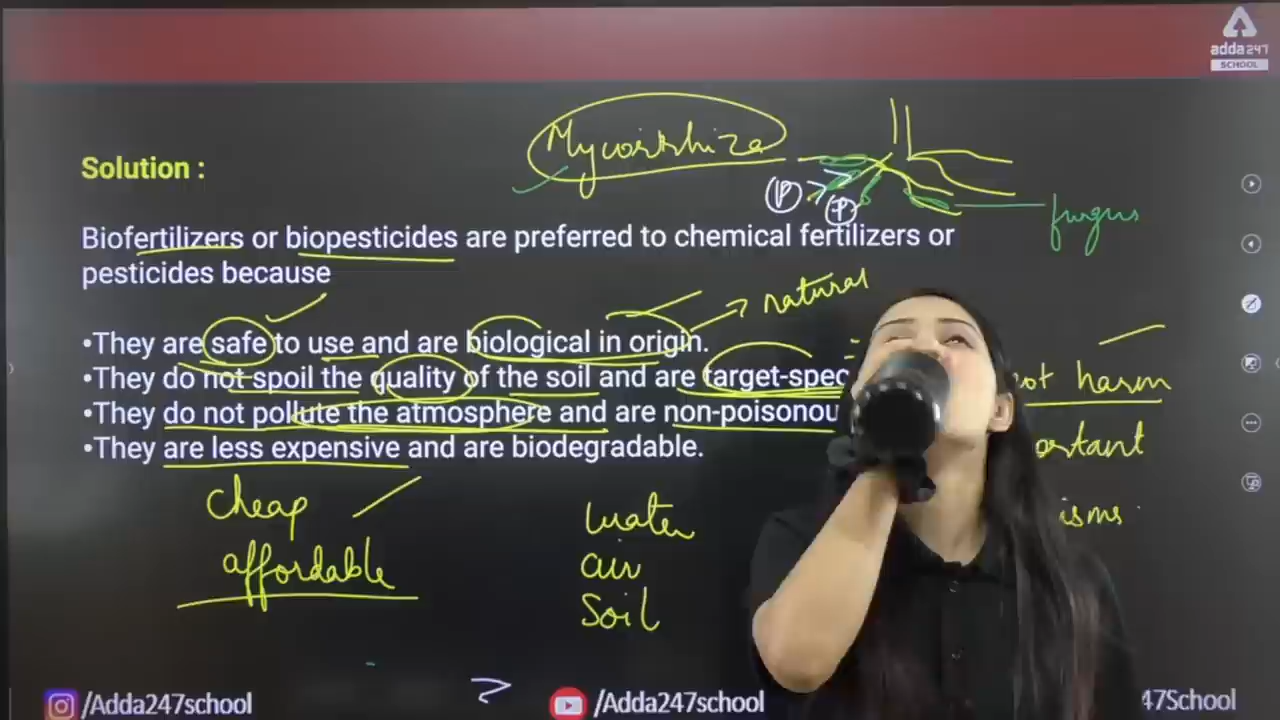 adda247
SCHOOL
Mycorrhiza
Solution :
P
P
fungus
Biofertilizers or biopesticides are preferred to chemical fertilizers or
pesticides because
natural
•They are safe to use and are biological in origin.
•They do not spoil the quality of the soil and are target-spec
not harm
•They do not pollute the atmosphere and are non-poisonou
ortant
•They are less expensive and are biodegradable.
cheap
water
isms
affordable
air
Soil
/Adda247school
/Adda247school
47School